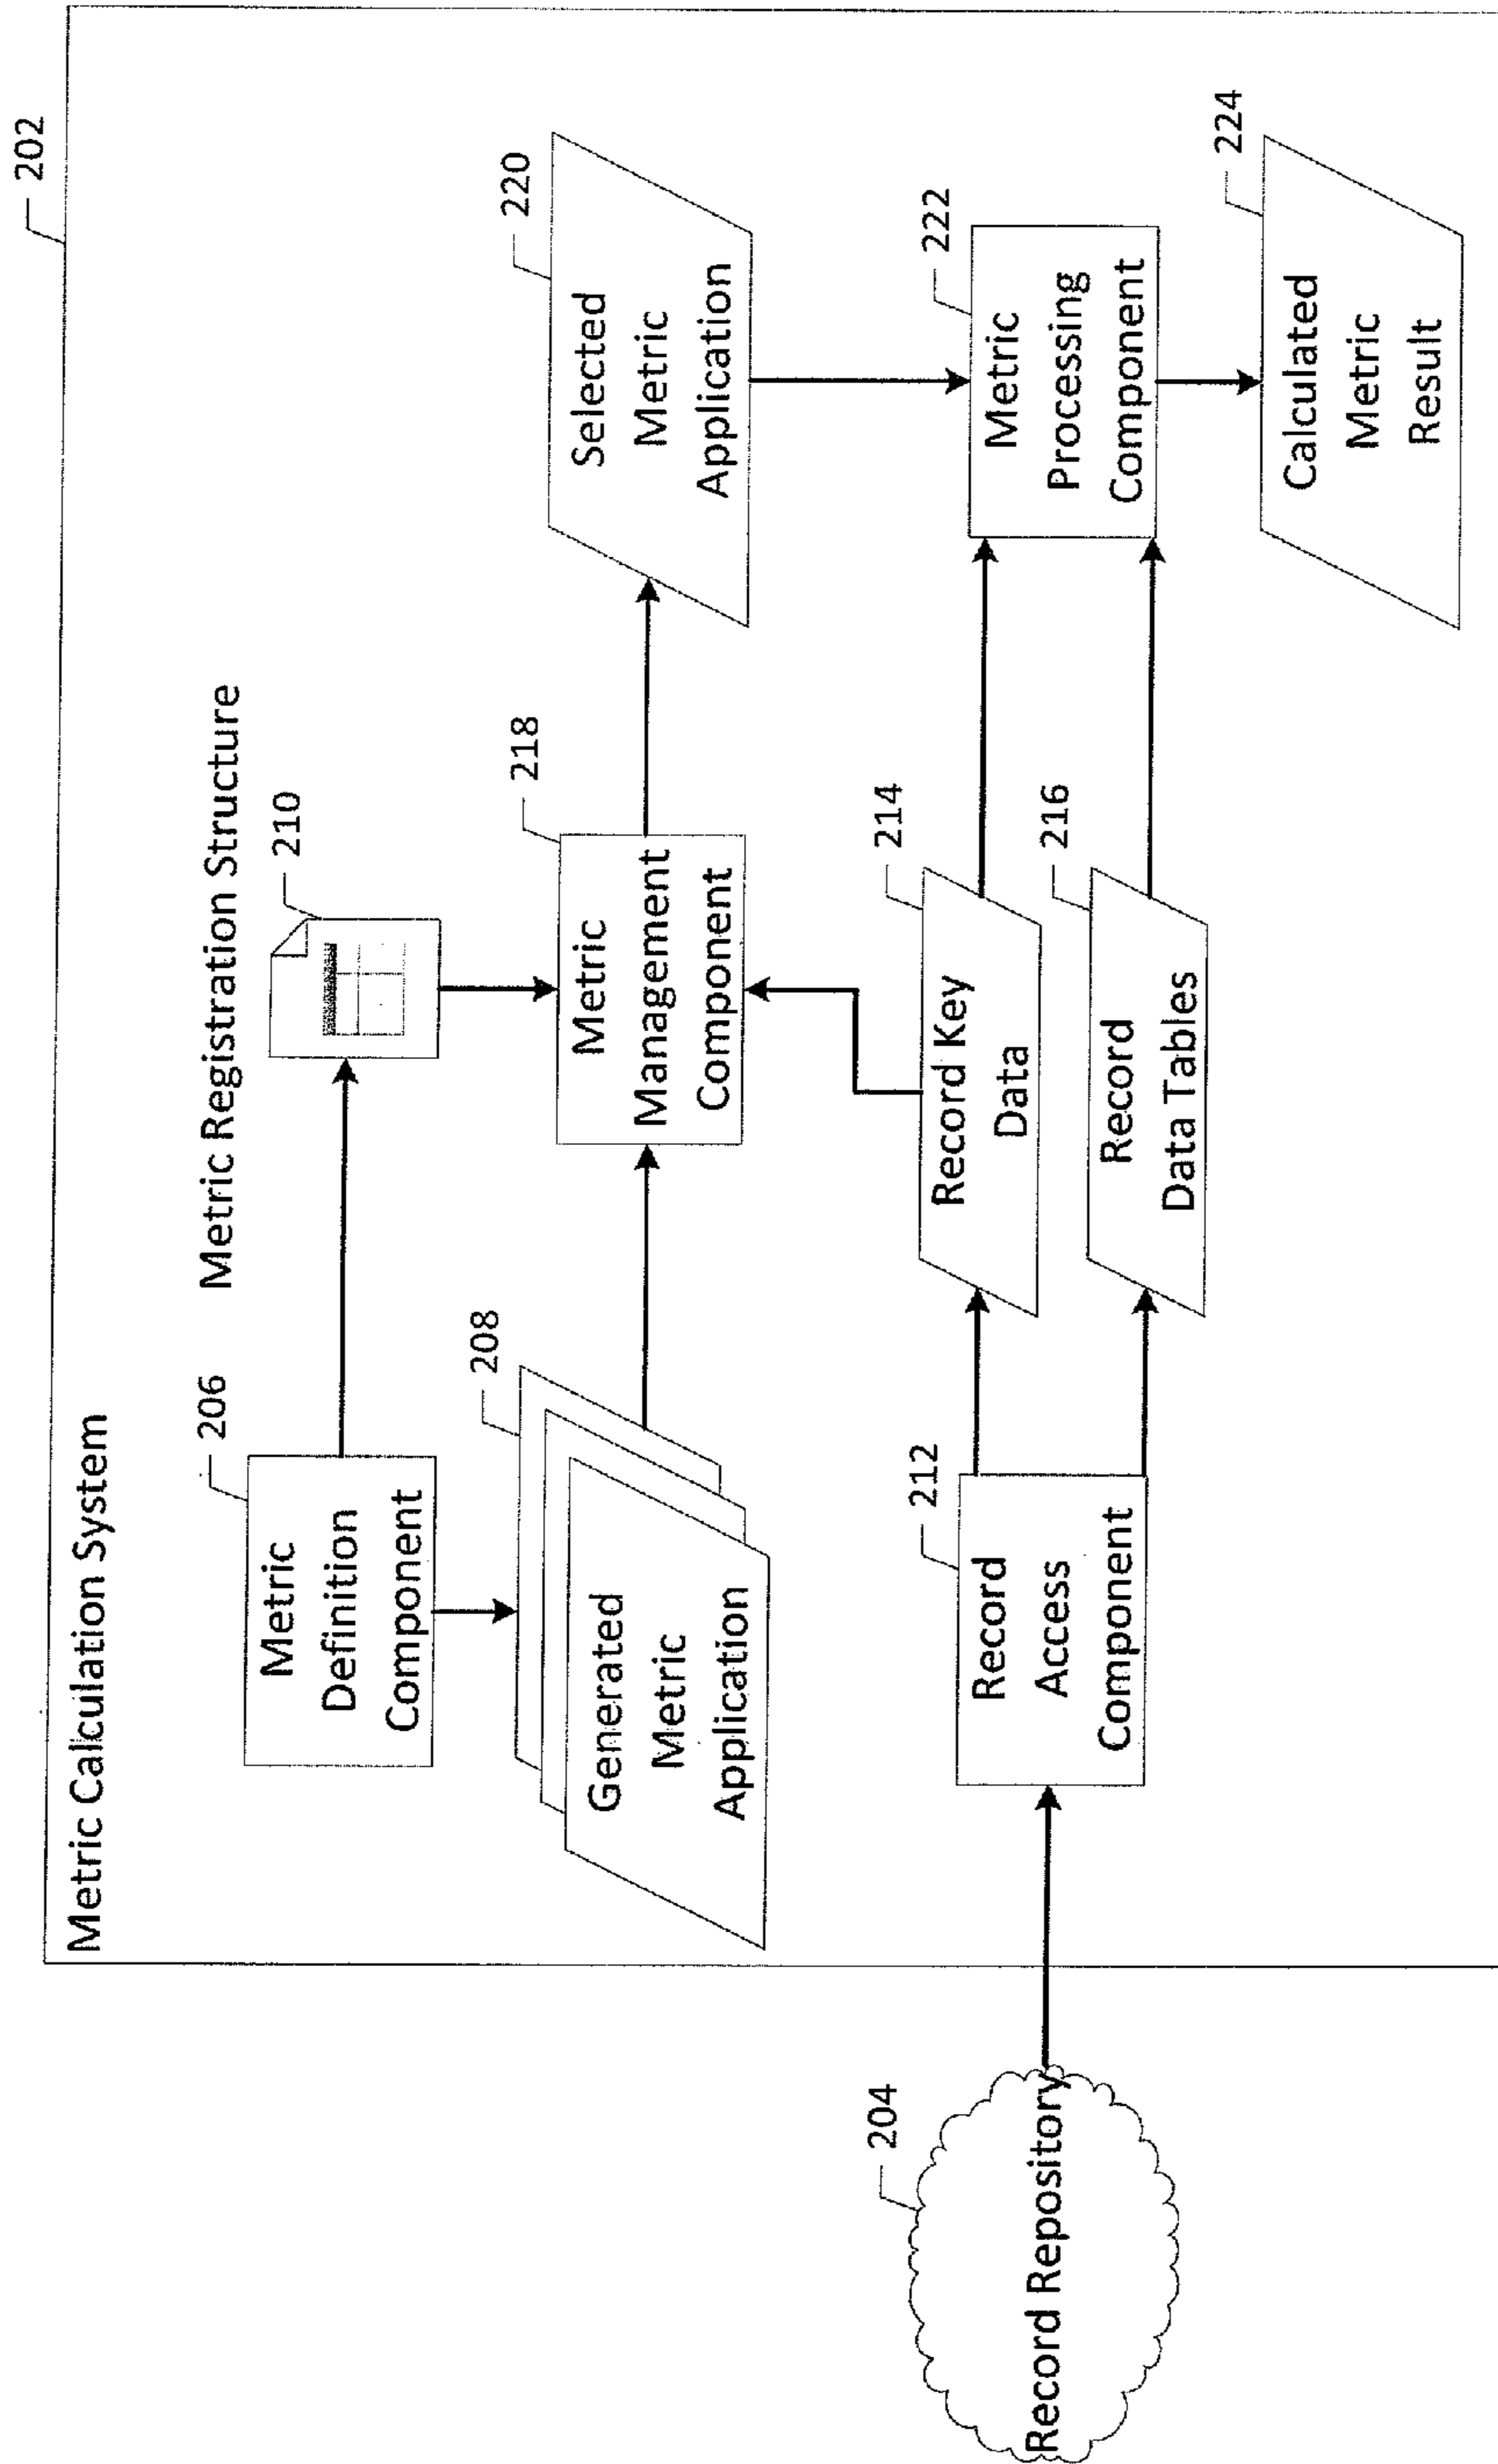 202
Metric Calculation System
Metric Registration Structure
206
Metric
Definition
Component
210
208
Generated
Metric
Application
218
Metric
Management
Component
220
Selected
Metric
Application
204
Record Repository
212
Record
Access
Component
214
Record Key
Data
216
Record
Data Tables
222
Metric
Processing
Component
224
Calculated
Metric
Result